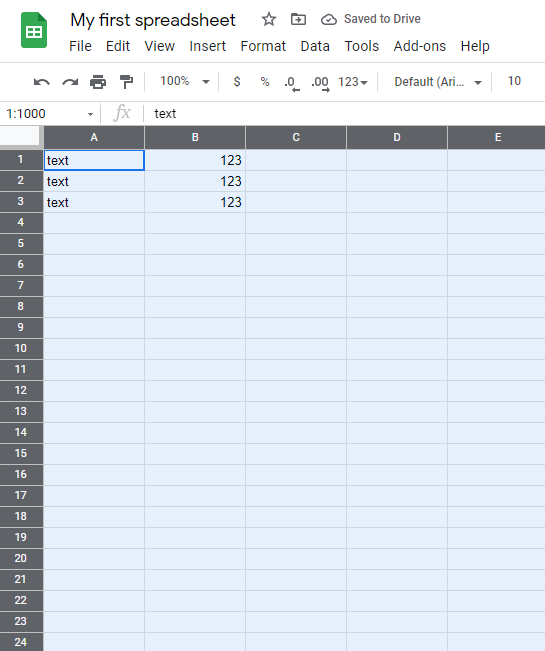 My first spreadsheet Saved to Drive
File Edit View Insert Format Data Tools Add-ons Help
100% $ % .0 .00 123 Default (Ari... 10
1:1000 fx text
A B C D E
1 text 123
2 text 123
3 text 123
4
5
6
7
8
9
10
11
12
13
14
15
16
17
18
19
20
21
22
23
24